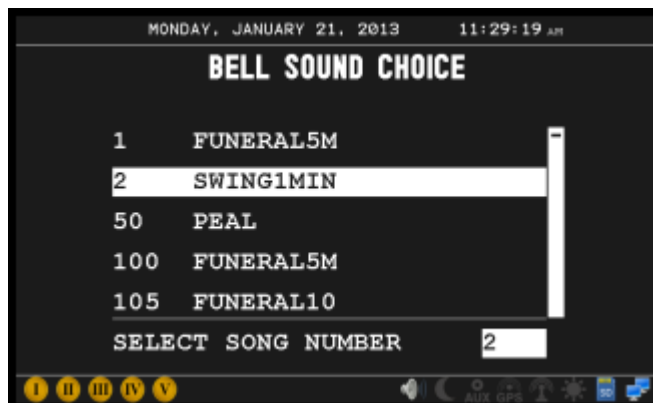 MONDAY, JANUARY 21, 2013 11:29:19 AM
BELL SOUND CHOICE
1 FUNERAL5M
2 SWING1MIN
50 PEAL
100 FUNERAL5M
105 FUNERAL10
SELECT SONG NUMBER 2
I II III IV V AUX GPS SD